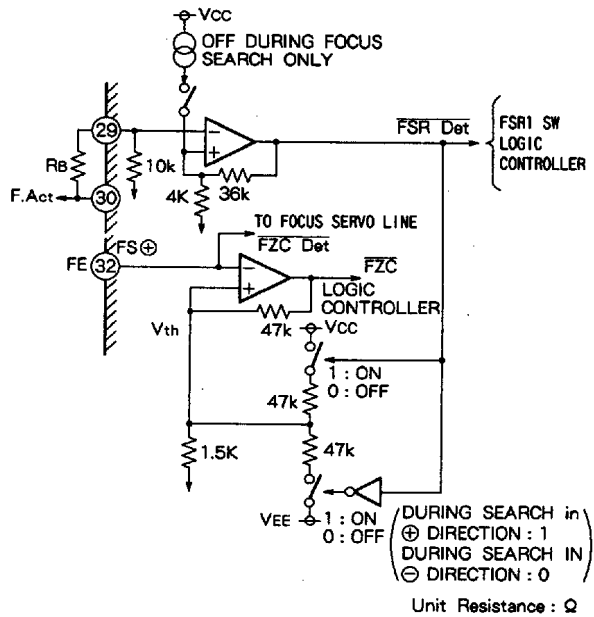 VCC
OFF DURING FOCUS
SEARCH ONLY
29
FSR Det
FSR1 SW
LOGIC
CONTROLLER
RB
10k
36k
4K
F.Act
30
TO FOCUS SERVO LINE
FS⊕
FZC Det
FE
32
FZC
LOGIC
CONTROLLER
Vth
47k
VCC
1 : ON
0 : OFF
47k
47k
1.5K
VEE
1 : ON
0 : OFF
DURING SEARCH in
⊕ DIRECTION : 1
DURING SEARCH IN
⊖ DIRECTION : 0
Unit Resistance : Ω